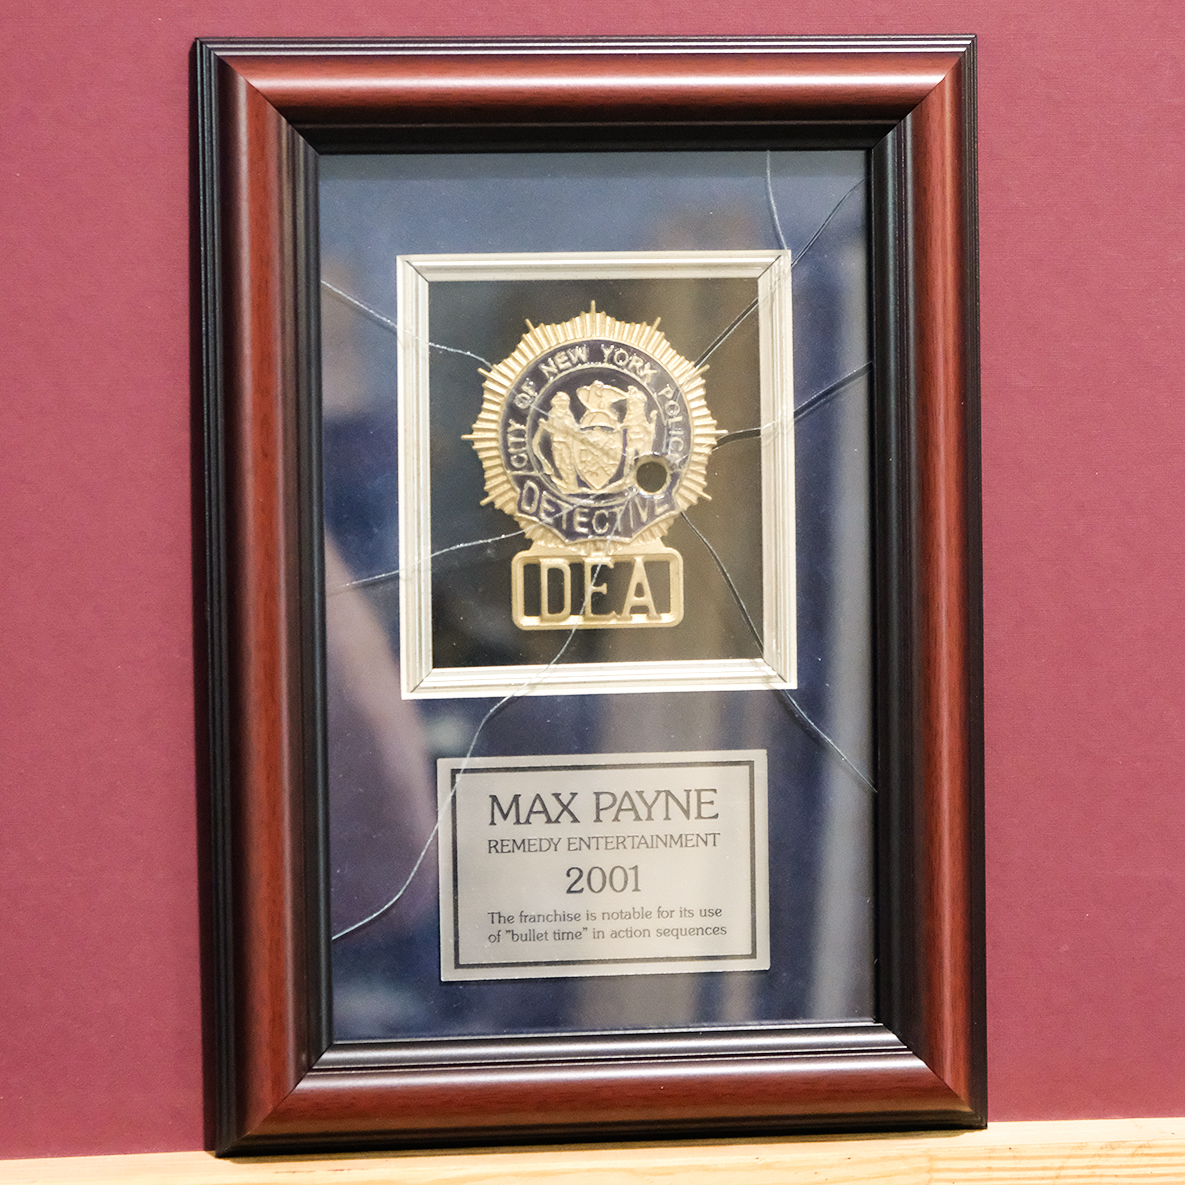 CITY OF NEW YORK POLICE
DETECTIVE
DEA
MAX PAYNE
REMEDY ENTERTAINMENT
2001
The franchise is notable for its use
of "bullet time" in action sequences